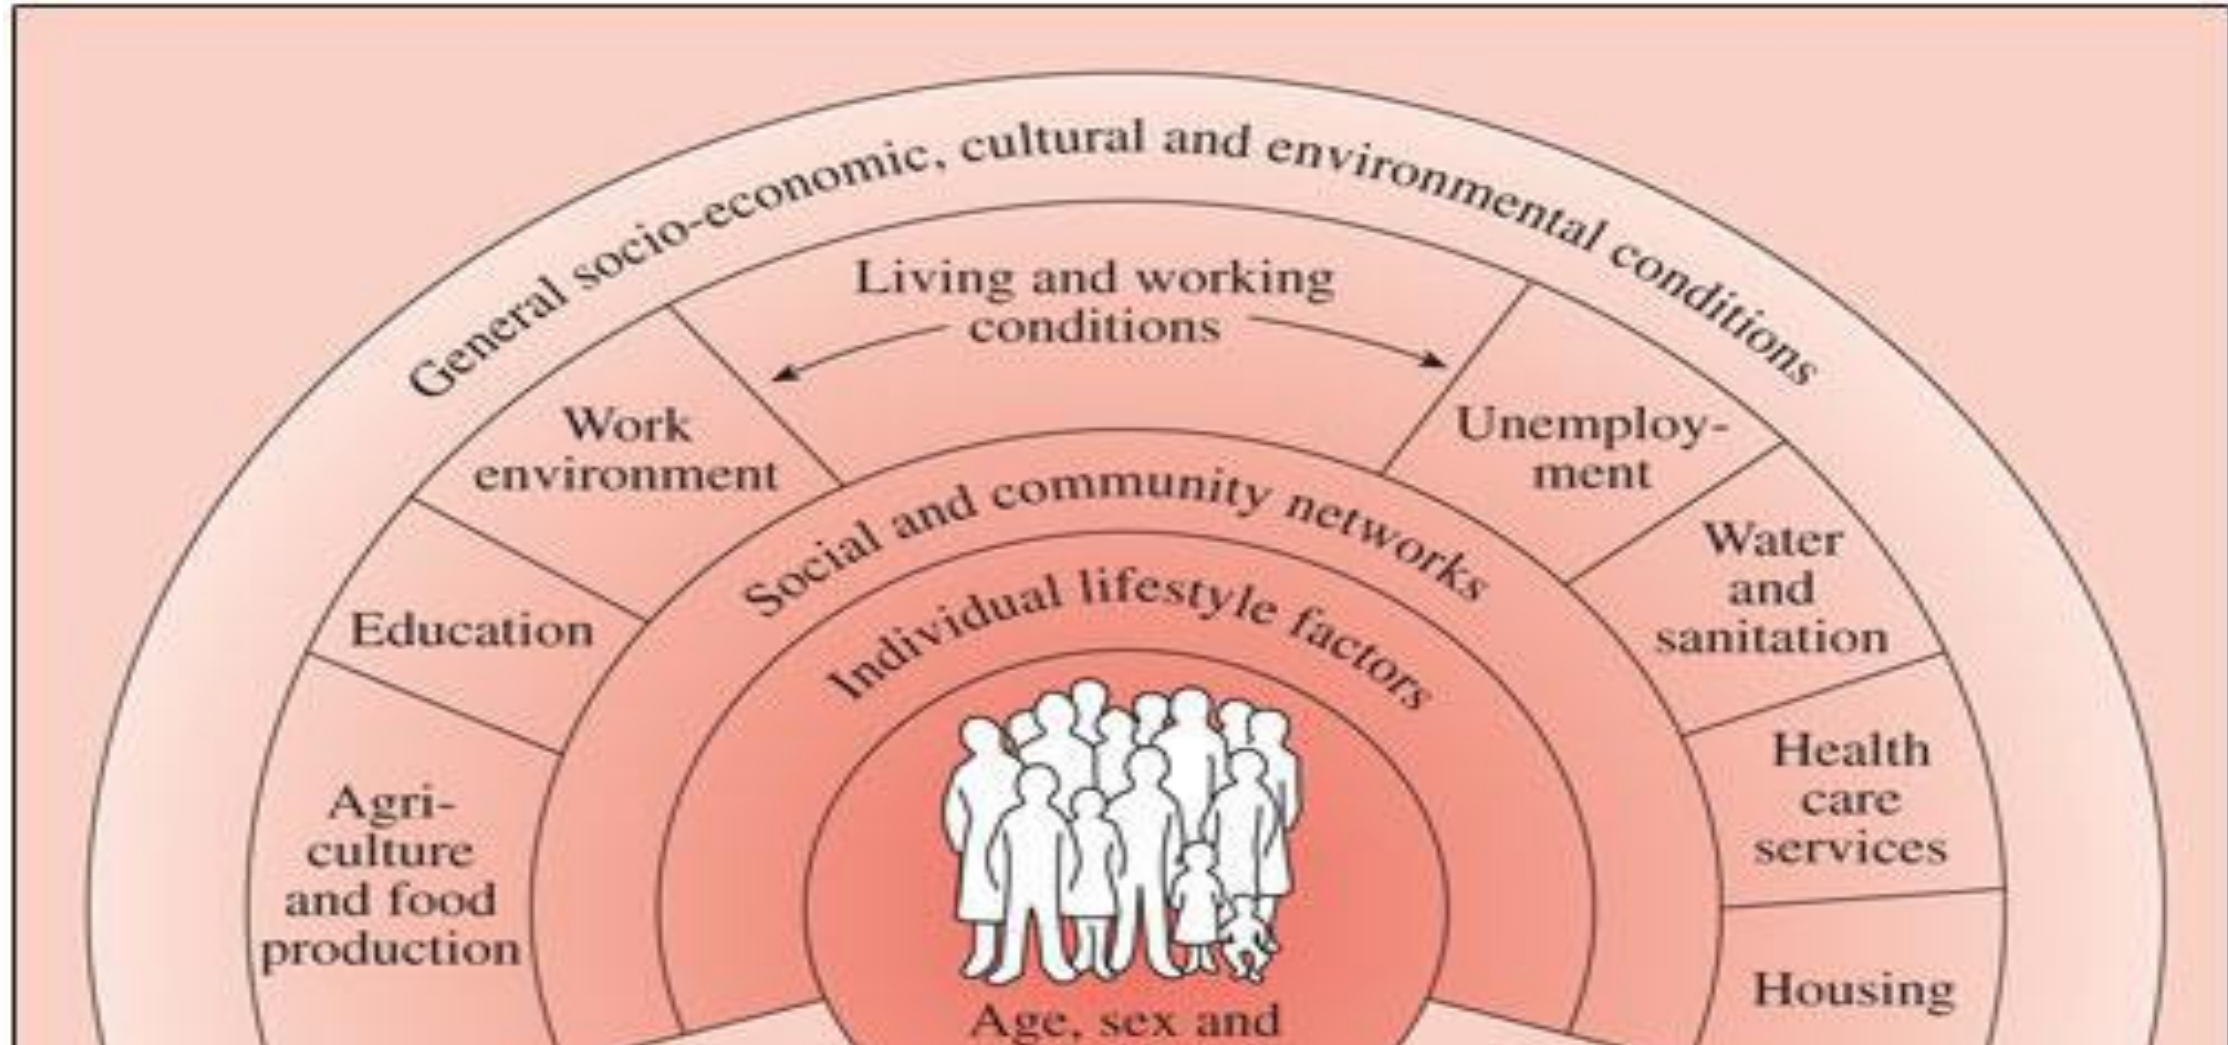 General socio-economic, cultural and environmental conditions
Living and working
conditions
Work
environment
Unemploy-
ment
Education
Water
and
sanitation
Agri-
culture
and food
production
Health
care
services
Housing
Social and community networks
Individual lifestyle factors
Age, sex and